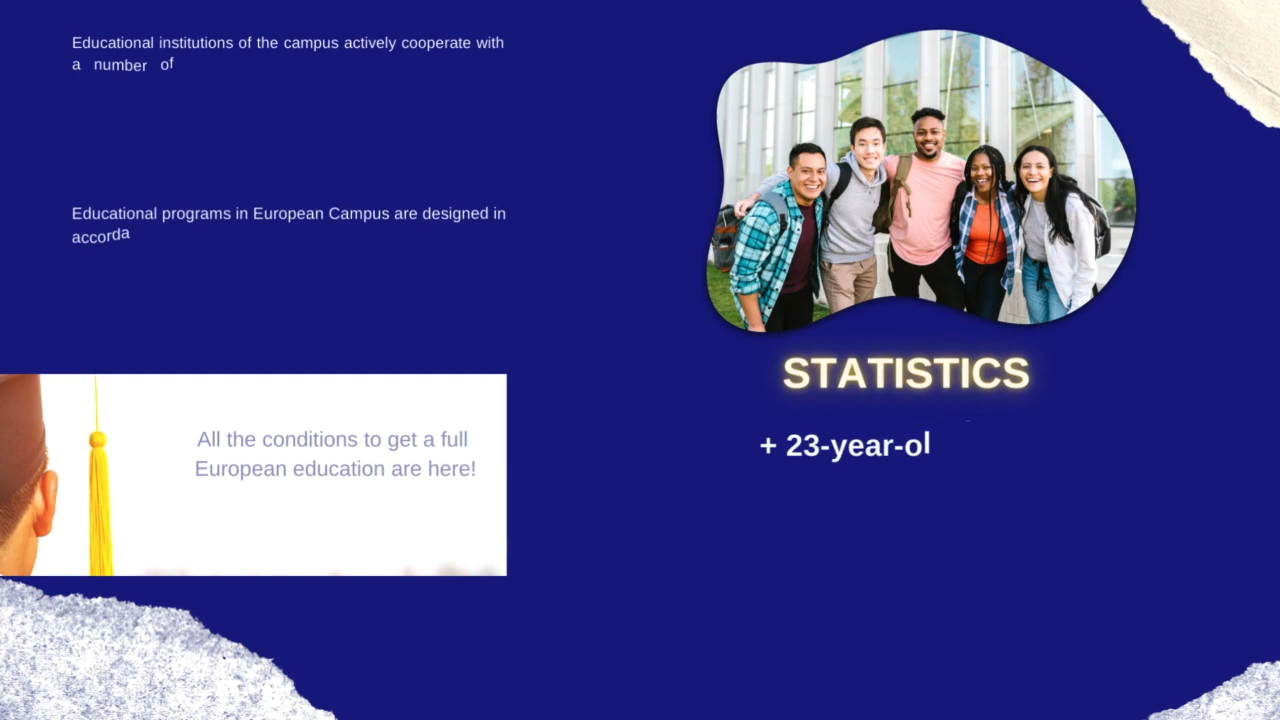 Educational institutions of the campus actively cooperate with
a number of
Educational programs in European Campus are designed in
accorda
All the conditions to get a full
European education are here!
STATISTICS
+ 23-year-ol